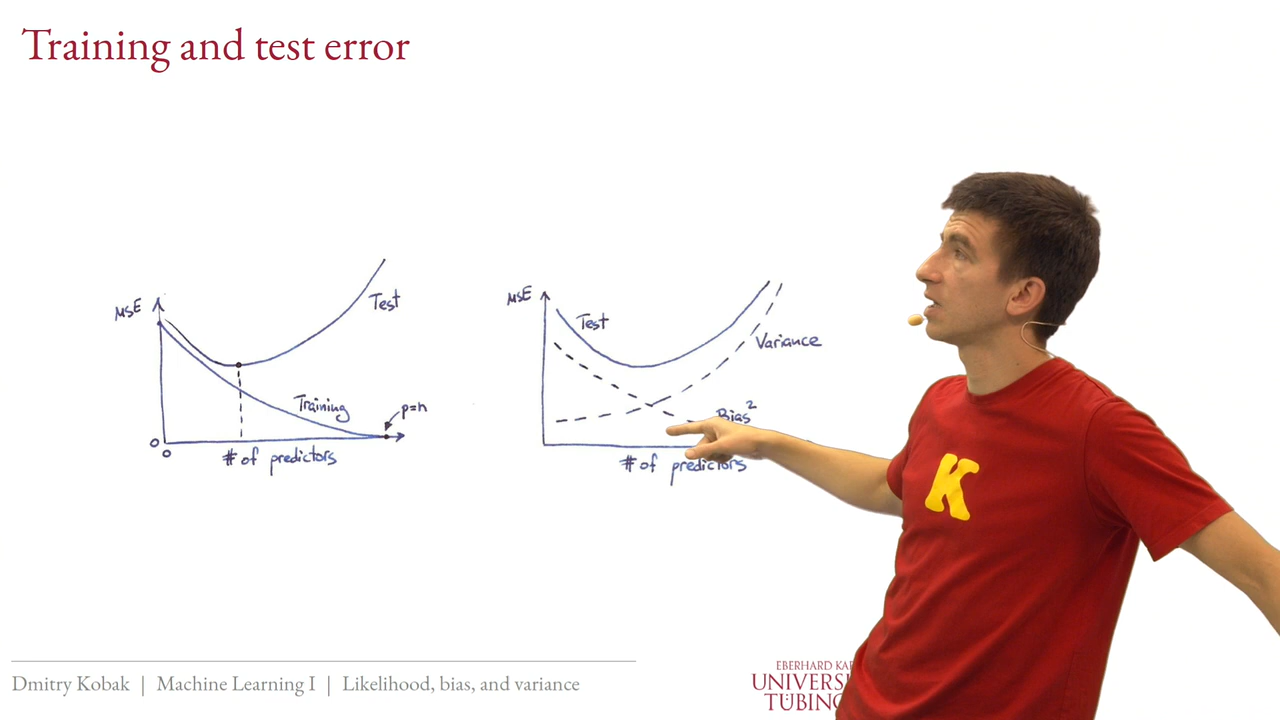 Training and test error
MSE
Test
Training
p=n
0
0
# of predictors
MSE
Test
Variance
Bias²
# of predictors
K
Dmitry Kobak | Machine Learning I | Likelihood, bias, and variance
EBERHARD KA
UNIVERSI
TÜBING